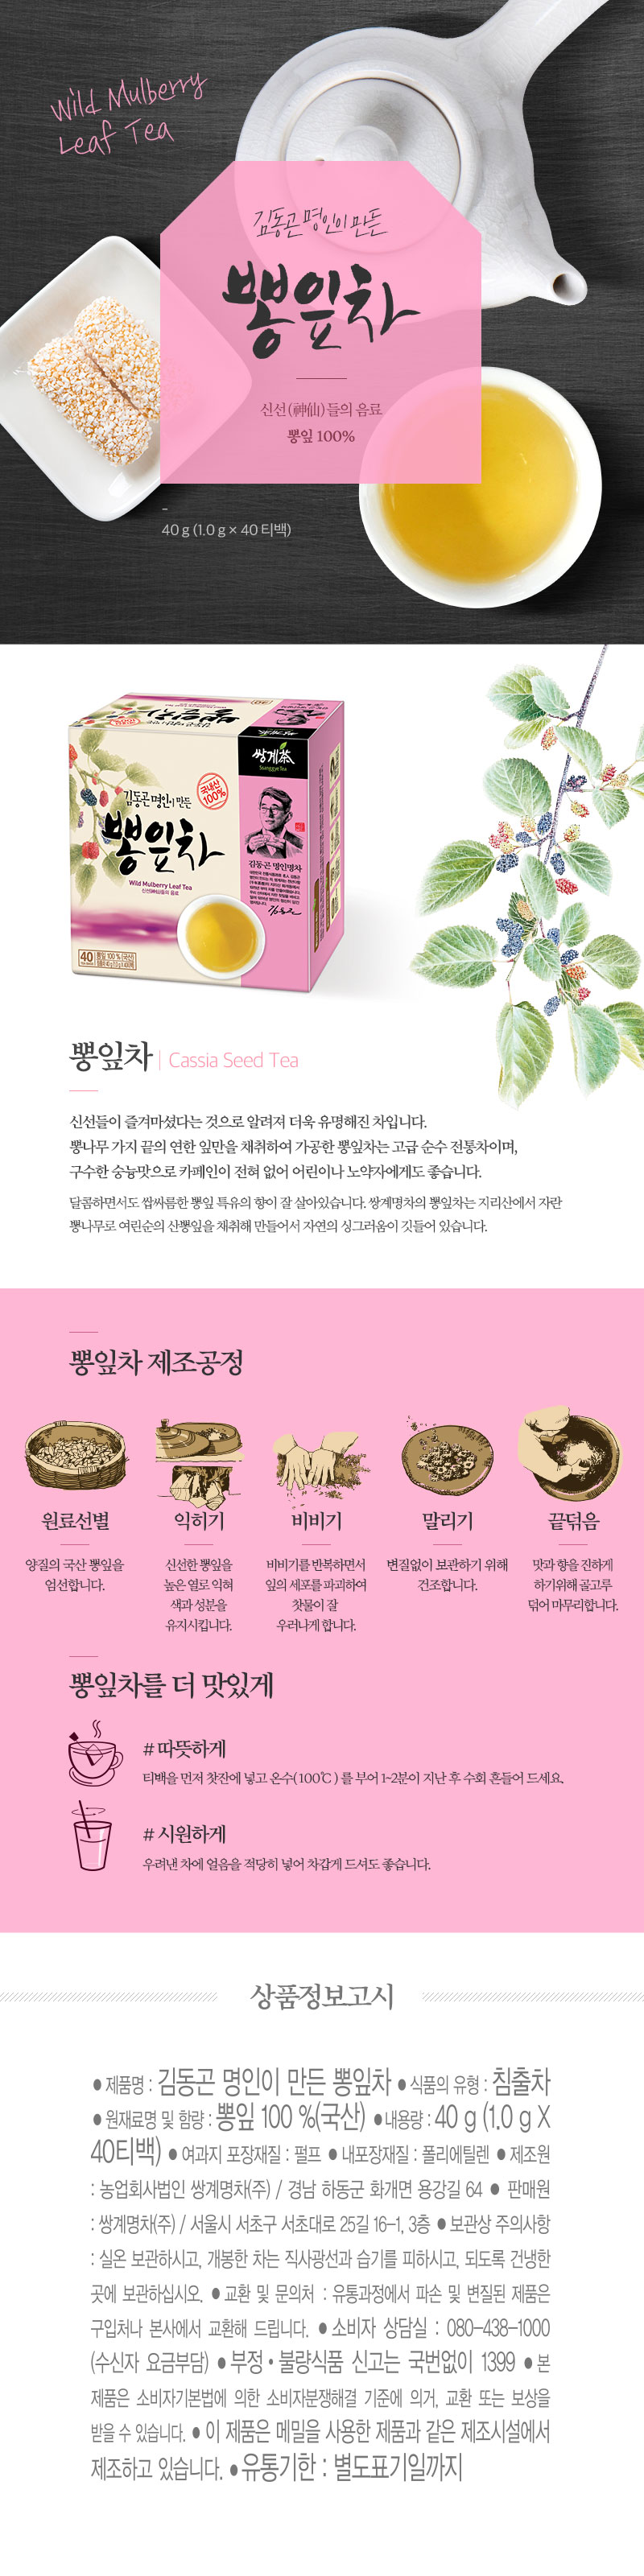 Wild Mulberry
Leaf Tea
김동곤 명인이 만든
뽕잎차
신선(神仙)들의 음료
뽕잎 100%
40 g (1.0 g × 40 티백)
쌍계茶
Ssanggye Tea
국내산
100%
김동곤 명인이 만든
뽕잎차
Wild Mulberry Leaf Tea
신선(神仙)들의 음료
김동곤 명인명차
40
뽕잎 100 % (국산)
뽕잎차 | Cassia Seed Tea
신선들이 즐겨마셨다는 것으로 알려져 더욱 유명해진 차입니다.
뽕나무 가지 끝의 연한 잎만을 채취하여 가공한 뽕잎차는 고급 순수 전통차이며,
구수한 숭늉맛으로 카페인이 전혀 없어 어린이나 노약자에게도 좋습니다.
달콤하면서도 쌉싸름한 뽕잎 특유의 향이 잘 살아있습니다. 쌍계명차의 뽕잎차는 지리산에서 자란
뽕나무로 여린순의 산뽕잎을 채취해 만들어서 자연의 싱그러움이 깃들어 있습니다.
뽕잎차 제조공정
원료선별
양질의 국산 뽕잎을
엄선합니다.
익히기
신선한 뽕잎을
높은 열로 익혀
색과 성분을
유지시킵니다.
비비기
비비기를 반복하면서
잎의 세포를 파괴하여
찻물이 잘
우러나게 합니다.
말리기
변질없이 보관하기 위해
건조합니다.
끝덖음
맛과 향을 진하게
하기위해 골고루
덖어 마무리합니다.
뽕잎차를 더 맛있게
# 따뜻하게
티백을 먼저 찻잔에 넣고 온수( 100℃ ) 를 부어 1~2분이 지난 후 수회 흔들어 드세요.
# 시원하게
우려낸 차에 얼음을 적당히 넣어 차갑게 드셔도 좋습니다.
상품정보고시
● 제품명 : 김동곤 명인이 만든 뽕잎차 ● 식품의 유형 : 침출차
● 원재료명 및 함량 : 뽕잎 100 %(국산) ● 내용량 : 40 g (1.0 g X
40티백) ● 여과지 포장재질 : 펄프 ● 내포장재질 : 폴리에틸렌 ● 제조원
: 농업회사법인 쌍계명차(주) / 경남 하동군 화개면 용강길 64 ● 판매원
: 쌍계명차(주) / 서울시 서초구 서초대로 25길 16-1, 3층 ● 보관상 주의사항
: 실온 보관하시고, 개봉한 차는 직사광선과 습기를 피하시고, 되도록 건냉한
곳에 보관하십시오. ● 교환 및 문의처 : 유통과정에서 파손 및 변질된 제품은
구입처나 본사에서 교환해 드립니다. ● 소비자 상담실 : 080-438-1000
(수신자 요금부담) ● 부정 • 불량식품 신고는 국번없이 1399 ● 본
제품은 소비자기본법에 의한 소비자분쟁해결 기준에 의거, 교환 또는 보상을
받을 수 있습니다. ● 이 제품은 메밀을 사용한 제품과 같은 제조시설에서
제조하고 있습니다. ● 유통기한 : 별도표기일까지